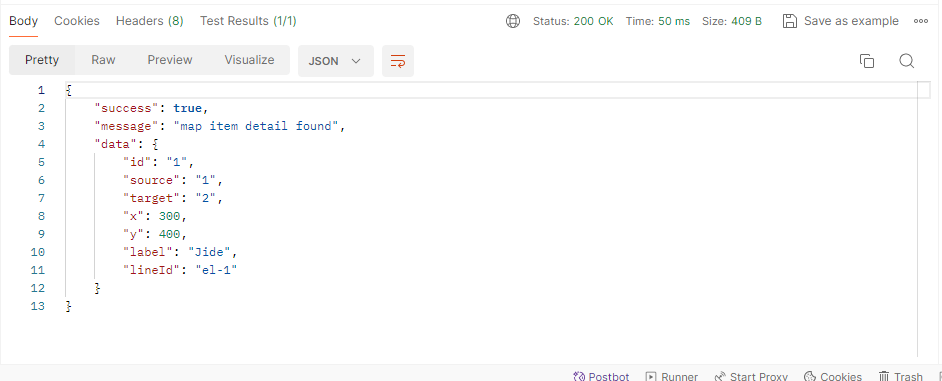 Body Cookies Headers (8) Test Results (1/1) Status: 200 OK Time: 50 ms Size: 409 B Save as example
Pretty Raw Preview Visualize JSON
1 {
2 "success": true,
3 "message": "map item detail found",
4 "data": {
5 "id": "1",
6 "source": "1",
7 "target": "2",
8 "x": 300,
9 "y": 400,
10 "label": "Jide",
11 "lineId": "el-1"
12 }
13 }
Postbot Runner Start Proxy Cookies Trash